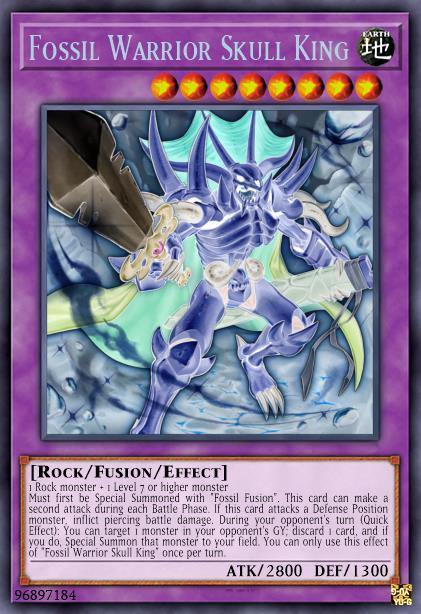 Fossil Warrior Skull King
EARTH
地
[Rock/Fusion/Effect]
1 Rock monster + 1 Level 7 or higher monster
Must first be Special Summoned with "Fossil Fusion". This card can make a
second attack during each Battle Phase. If this card attacks a Defense Position
monster, inflict piercing battle damage. During your opponent's turn (Quick
Effect): You can target 1 monster in your opponent's GY; discard 1 card, and if
you do, Special Summon that monster to your field. You can only use this effect
of "Fossil Warrior Skull King" once per turn.
ATK/2800 DEF/1300
96897184